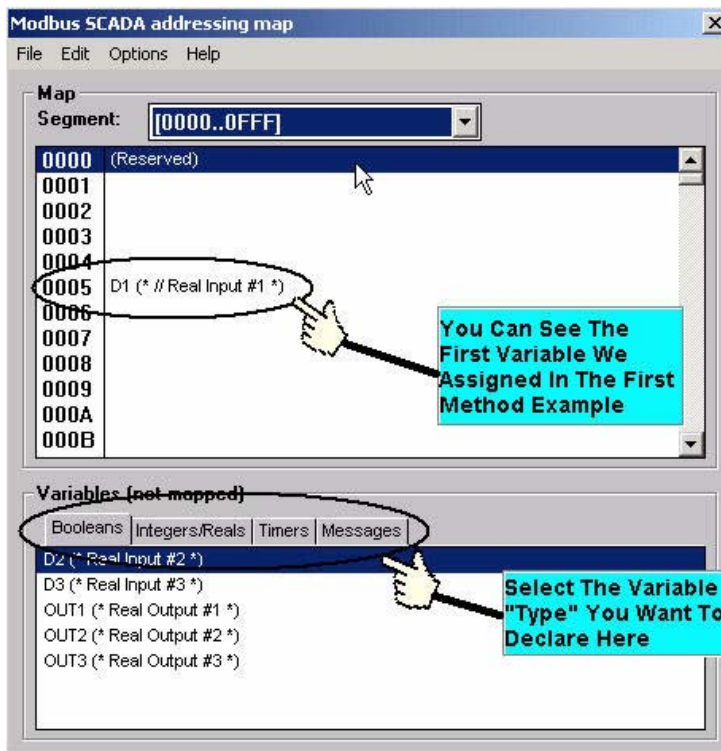 Modbus SCADA addressing map
File Edit Options Help
Map
Segment: [0000..0FFF]
0000 (Reserved)
0001
0002
0003
0004
0005 D1 (* // Real Input #1 *)
0006
0007
0008
0009
000A
000B
You Can See The
First Variable We
Assigned In The First
Method Example
Variables (not mapped)
Booleans Integers/Reals Timers Messages
D2 (* Real Input #2 *)
D3 (* Real Input #3 *)
OUT1 (* Real Output #1 *)
OUT2 (* Real Output #2 *)
OUT3 (* Real Output #3 *)
Select The Variable
"Type" You Want To
Declare Here